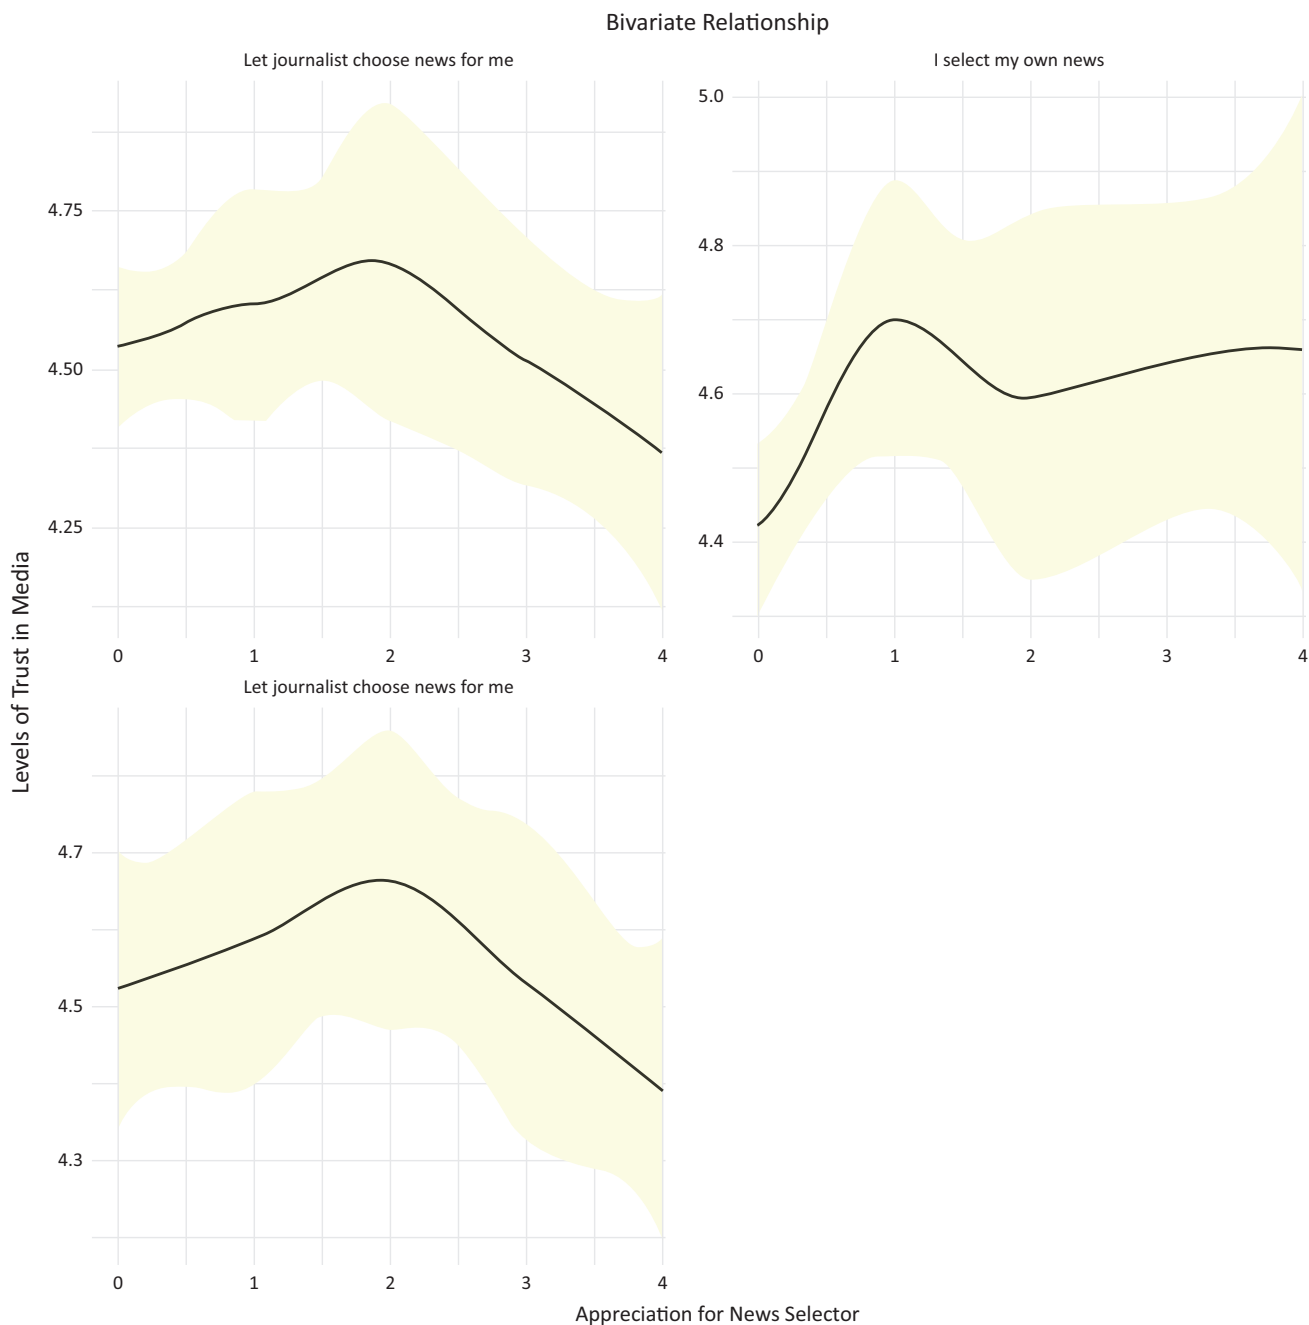 Bivariate Relationship
Let journalist choose news for me
4.75
4.50
4.25
0 1 2 3 4
I select my own news
5.0
4.8
4.6
4.4
0 1 2 3 4
Levels of Trust in Media
Let journalist choose news for me
4.7
4.5
4.3
0 1 2 3 4
Appreciation for News Selector